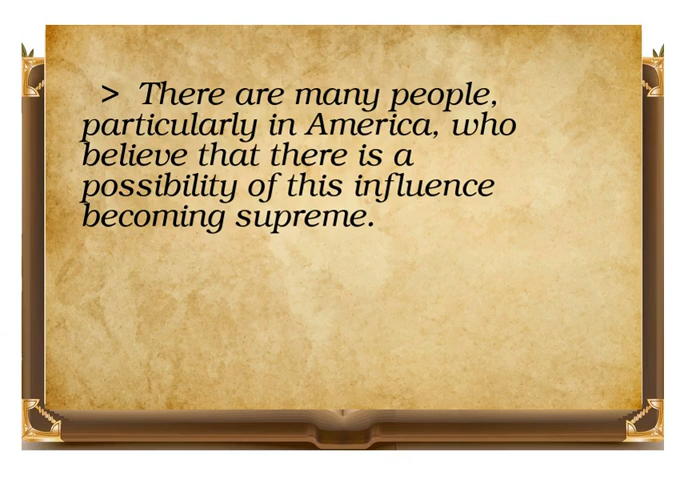 > There are many people,
particularly in America, who
believe that there is a
possibility of this influence
becoming supreme.